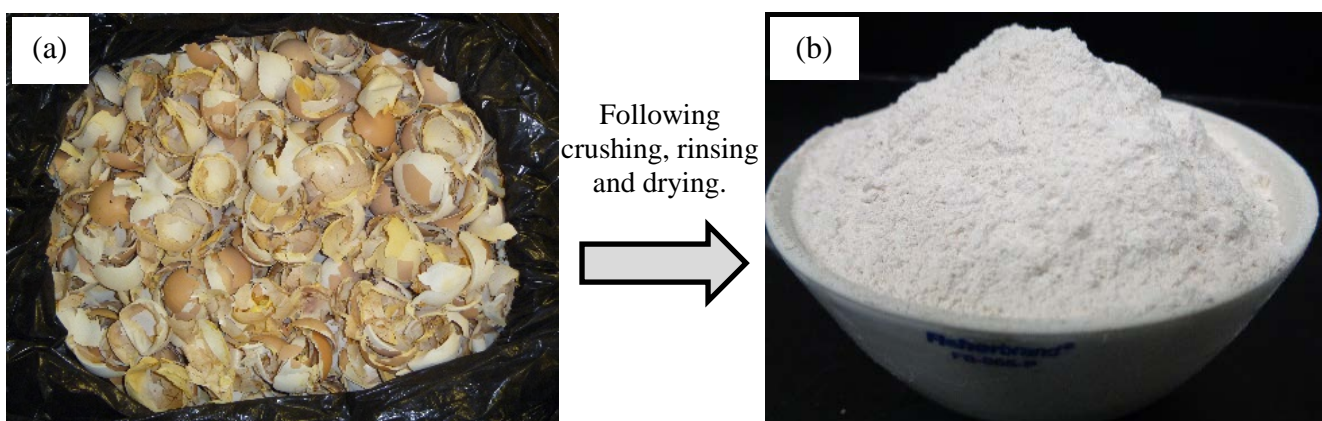 (a)
Following
crushing, rinsing
and drying.
(b)
Fisherbrand®